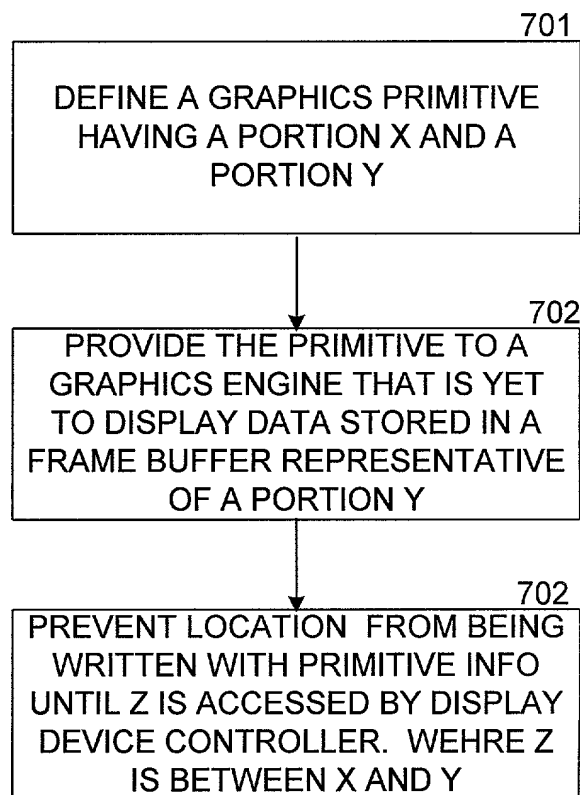 701
DEFINE A GRAPHICS PRIMITIVE
HAVING A PORTION X AND A
PORTION Y
702
PROVIDE THE PRIMITIVE TO A
GRAPHICS ENGINE THAT IS YET
TO DISPLAY DATA STORED IN A
FRAME BUFFER REPRESENTATIVE
OF A PORTION Y
702
PREVENT LOCATION FROM BEING
WRITTEN WITH PRIMITIVE INFO
UNTIL Z IS ACCESSED BY DISPLAY
DEVICE CONTROLLER. WEHRE Z
IS BETWEEN X AND Y